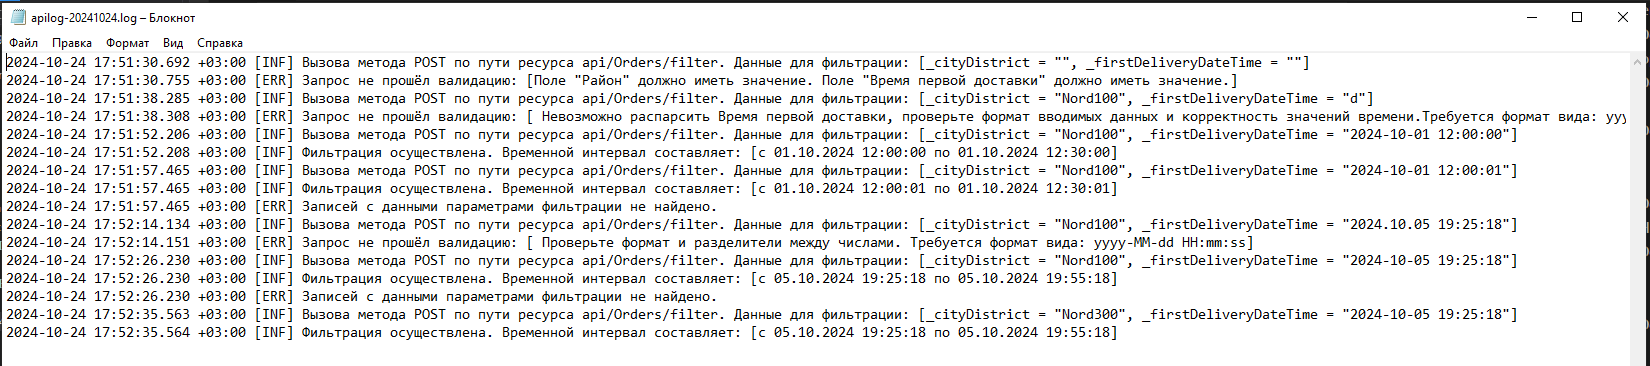 apilog-20241024.log – Блокнот
Файл Правка Формат Вид Справка
2024-10-24 17:51:30.692 +03:00 [INF] Вызова метода POST по пути ресурса api/Orders/filter. Данные для фильтрации: [_cityDistrict = "", _firstDeliveryDateTime = ""]
2024-10-24 17:51:30.755 +03:00 [ERR] Запрос не прошёл валидацию: [Поле "Район" должно иметь значение. Поле "Время первой доставки" должно иметь значение.]
2024-10-24 17:51:38.285 +03:00 [INF] Вызова метода POST по пути ресурса api/Orders/filter. Данные для фильтрации: [_cityDistrict = "Nord100", _firstDeliveryDateTime = "d"]
2024-10-24 17:51:38.308 +03:00 [ERR] Запрос не прошёл валидацию: [ Невозможно распарсить Время первой доставки, проверьте формат вводимых данных и корректность значений времени.Требуется формат вида: yyy
2024-10-24 17:51:52.206 +03:00 [INF] Вызова метода POST по пути ресурса api/Orders/filter. Данные для фильтрации: [_cityDistrict = "Nord100", _firstDeliveryDateTime = "2024-10-01 12:00:00"]
2024-10-24 17:51:52.208 +03:00 [INF] Фильтрация осуществлена. Временной интервал составляет: [с 01.10.2024 12:00:00 по 01.10.2024 12:30:00]
2024-10-24 17:51:57.465 +03:00 [INF] Вызова метода POST по пути ресурса api/Orders/filter. Данные для фильтрации: [_cityDistrict = "Nord100", _firstDeliveryDateTime = "2024-10-01 12:00:01"]
2024-10-24 17:51:57.465 +03:00 [INF] Фильтрация осуществлена. Временной интервал составляет: [с 01.10.2024 12:00:01 по 01.10.2024 12:30:01]
2024-10-24 17:51:57.465 +03:00 [ERR] Записей с данными параметрами фильтрации не найдено.
2024-10-24 17:52:14.134 +03:00 [INF] Вызова метода POST по пути ресурса api/Orders/filter. Данные для фильтрации: [_cityDistrict = "Nord100", _firstDeliveryDateTime = "2024.10.05 19:25:18"]
2024-10-24 17:52:14.151 +03:00 [ERR] Запрос не прошёл валидацию: [ Проверьте формат и разделители между числами. Требуется формат вида: yyyy-MM-dd HH:mm:ss]
2024-10-24 17:52:26.230 +03:00 [INF] Вызова метода POST по пути ресурса api/Orders/filter. Данные для фильтрации: [_cityDistrict = "Nord100", _firstDeliveryDateTime = "2024-10-05 19:25:18"]
2024-10-24 17:52:26.230 +03:00 [INF] Фильтрация осуществлена. Временной интервал составляет: [с 05.10.2024 19:25:18 по 05.10.2024 19:55:18]
2024-10-24 17:52:26.230 +03:00 [ERR] Записей с данными параметрами фильтрации не найдено.
2024-10-24 17:52:35.563 +03:00 [INF] Вызова метода POST по пути ресурса api/Orders/filter. Данные для фильтрации: [_cityDistrict = "Nord300", _firstDeliveryDateTime = "2024-10-05 19:25:18"]
2024-10-24 17:52:35.564 +03:00 [INF] Фильтрация осуществлена. Временной интервал составляет: [с 05.10.2024 19:25:18 по 05.10.2024 19:55:18]